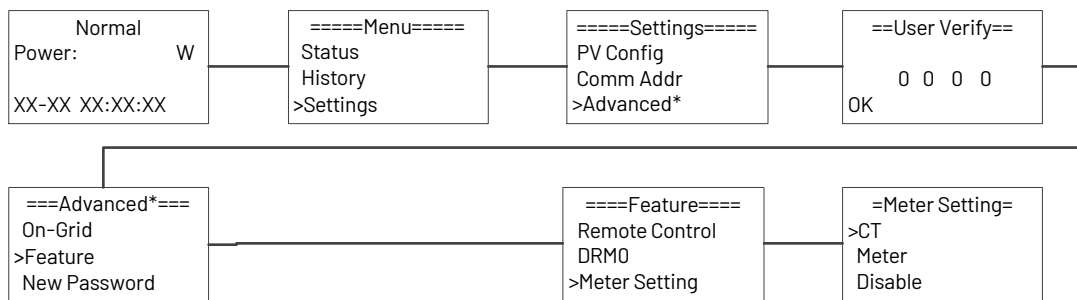 Normal
Power: W
XX-XX XX:XX:XX
=====Menu=====
Status
History
>Settings
=====Settings=====
PV Config
Comm Addr
>Advanced*
==User Verify==
0 0 0 0
OK
===Advanced*===
On-Grid
>Feature
New Password
====Feature====
Remote Control
DRM0
>Meter Setting
=Meter Setting=
>CT
Meter
Disable